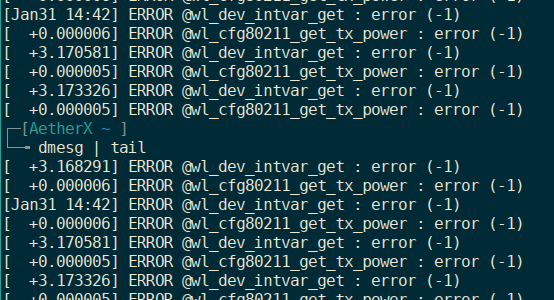 [Jan31 14:42] ERROR @wl_dev_intvar_get : error (-1)
[  +0.000006] ERROR @wl_cfg80211_get_tx_power : error (-1)
[  +3.170581] ERROR @wl_dev_intvar_get : error (-1)
[  +0.000005] ERROR @wl_cfg80211_get_tx_power : error (-1)
[  +3.173326] ERROR @wl_dev_intvar_get : error (-1)
[  +0.000005] ERROR @wl_cfg80211_get_tx_power : error (-1)
[AetherX ~ ]
dmesg | tail
[  +3.168291] ERROR @wl_dev_intvar_get : error (-1)
[  +0.000006] ERROR @wl_cfg80211_get_tx_power : error (-1)
[Jan31 14:42] ERROR @wl_dev_intvar_get : error (-1)
[  +0.000006] ERROR @wl_cfg80211_get_tx_power : error (-1)
[  +3.170581] ERROR @wl_dev_intvar_get : error (-1)
[  +0.000005] ERROR @wl_cfg80211_get_tx_power : error (-1)
[  +3.173326] ERROR @wl_dev_intvar_get : error (-1)
[  +0.000005] ERROR @wl_cfg80211_get_tx_power : error (-1)